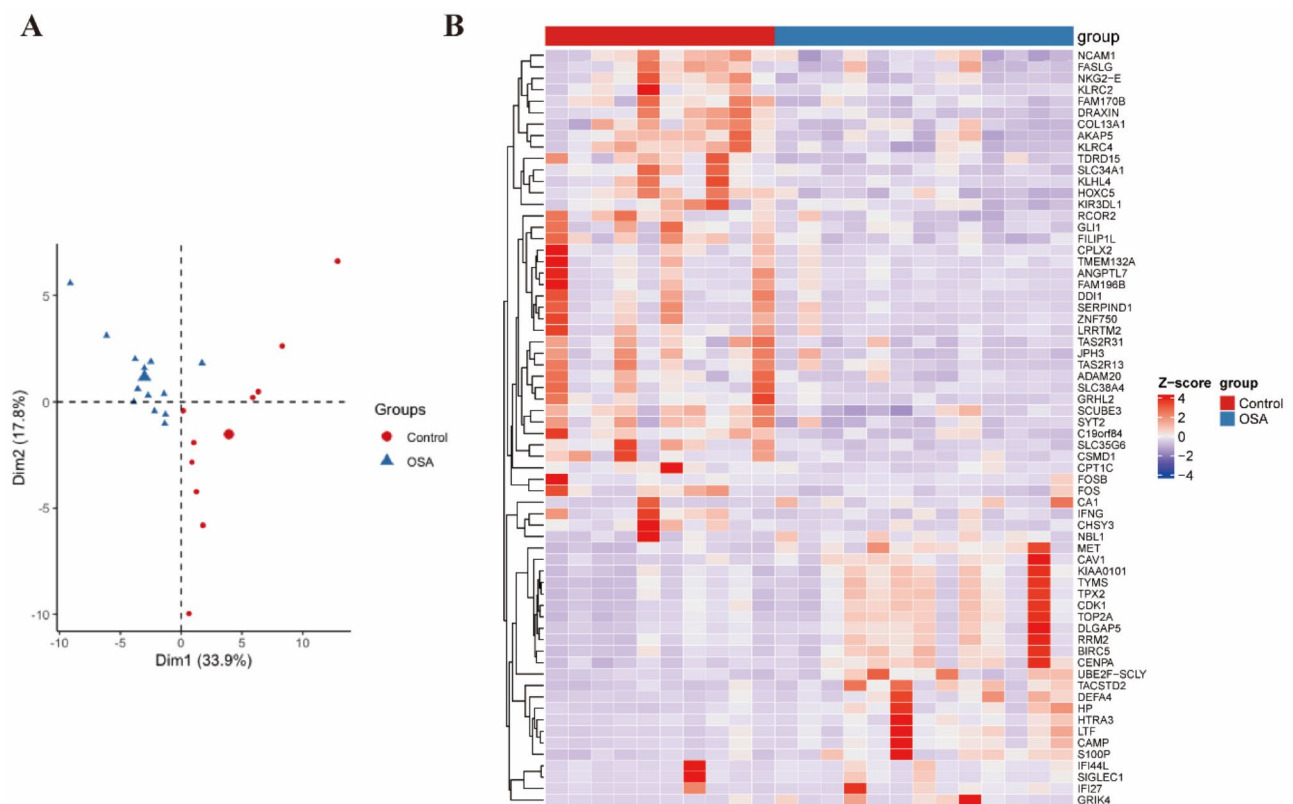 A
B
group
NCAM1
FASLG
NKG2-E
KLRC2
FAM170B
DRAXIN
COL13A1
AKAP5
KLRC4
TDRD15
SLC34A1
KLHL4
HOXC5
KIR3DL1
RCOR2
GLI1
FILIP1L
CPLX2
TMEM132A
ANGPTL7
FAM196B
DDI1
SERPIND1
ZNF750
LRRTM2
TAS2R31
JPH3
TAS2R13
ADAM20
SLC38A4
GRHL2
SCUBE3
SYT2
C19orf84
SLC35G6
CSMD1
CPT1C
FOSB
FOS
CA1
IFNG
CHSY3
NBL1
MET
CAV1
KIAA0101
TYMS
TPX2
CDK1
TOP2A
DLGAP5
RRM2
BIRC5
CENPA
UBE2F-SCLY
TACSTD2
DEFA4
HP
HTRA3
LTF
CAMP
S100P
IFI44L
SIGLEC1
IFI27
GRIK4
Z-score
4
2
0
-2
-4
group
Control
OSA
Dim2 (17.8%)
5
0
-5
-10
-10
-5
0
5
10
Dim1 (33.9%)
Groups
Control
OSA